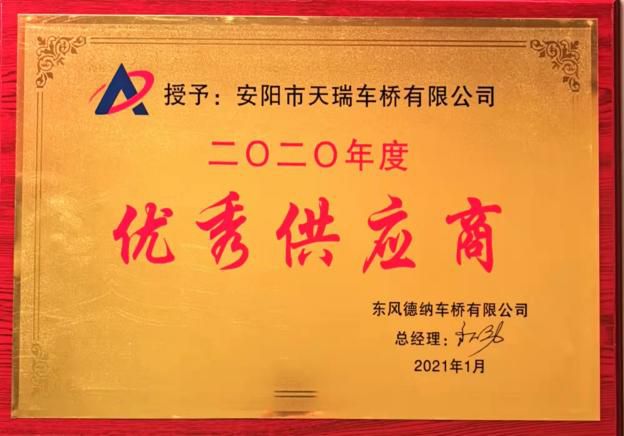 授予：安阳市天瑞车桥有限公司
二〇二〇年度
优秀供应商
东风德纳车桥有限公司
总经理：
2021年1月